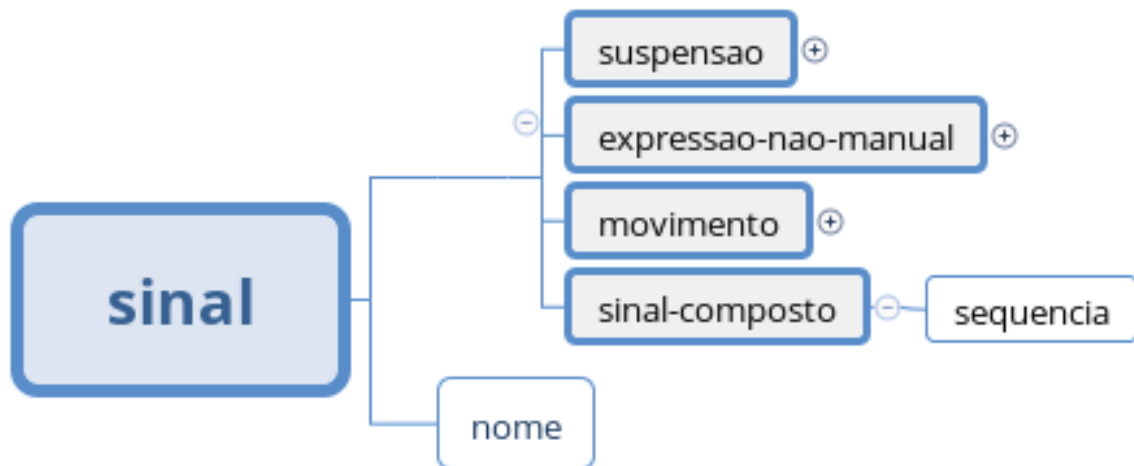 suspensao
expressao-nao-manual
movimento
sinal
sinal-composto
sequencia
nome